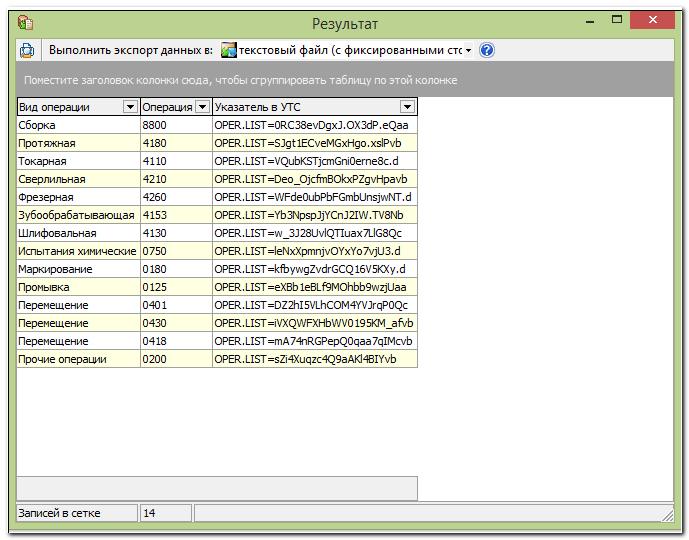 Результат
Выполнить экспорт данных в: текстовый файл (с фиксированными стс
Поместите заголовок колонки сюда, чтобы сгруппировать таблицу по этой колонке
Вид операции Операция Указатель в УТС
Сборка 8800 OPER.LIST=0RC38evDgxJ.OX3dP.eQaa
Протяжная 4180 OPER.LIST=SJgt1ECveMGxHgo.xslPvb
Токарная 4110 OPER.LIST=VQubKSTjcmGni0erne8c.d
Сверлильная 4210 OPER.LIST=Deo_OjcfmBOkxPZgvHpavb
Фрезерная 4260 OPER.LIST=WFde0ubPbFGmbUnsjwNT.d
Зубообрабатывающая 4153 OPER.LIST=Yb3NpspJjYCnJ2IW.TV8Nb
Шлифовальная 4130 OPER.LIST=w_3J28UvlQTIuax7LlG8Qc
Испытания химические 0750 OPER.LIST=leNxXpmnjvOYxYo7vjU3.d
Маркирование 0180 OPER.LIST=kfbywgZvdrGCQ16V5KXy.d
Промывка 0125 OPER.LIST=eXBb1eBLf9MOhbb9wzjUaa
Перемещение 0401 OPER.LIST=DZ2hI5VLhCOM4YVJrqP0Qc
Перемещение 0430 OPER.LIST=iVXQWFXHbWV0195KM_afvb
Перемещение 0418 OPER.LIST=mA74nRGPepQ0qaa7qIMcvb
Прочие операции 0200 OPER.LIST=sZi4Xuqzc4Q9aAKl4BIYvb
Записей в сетке 14